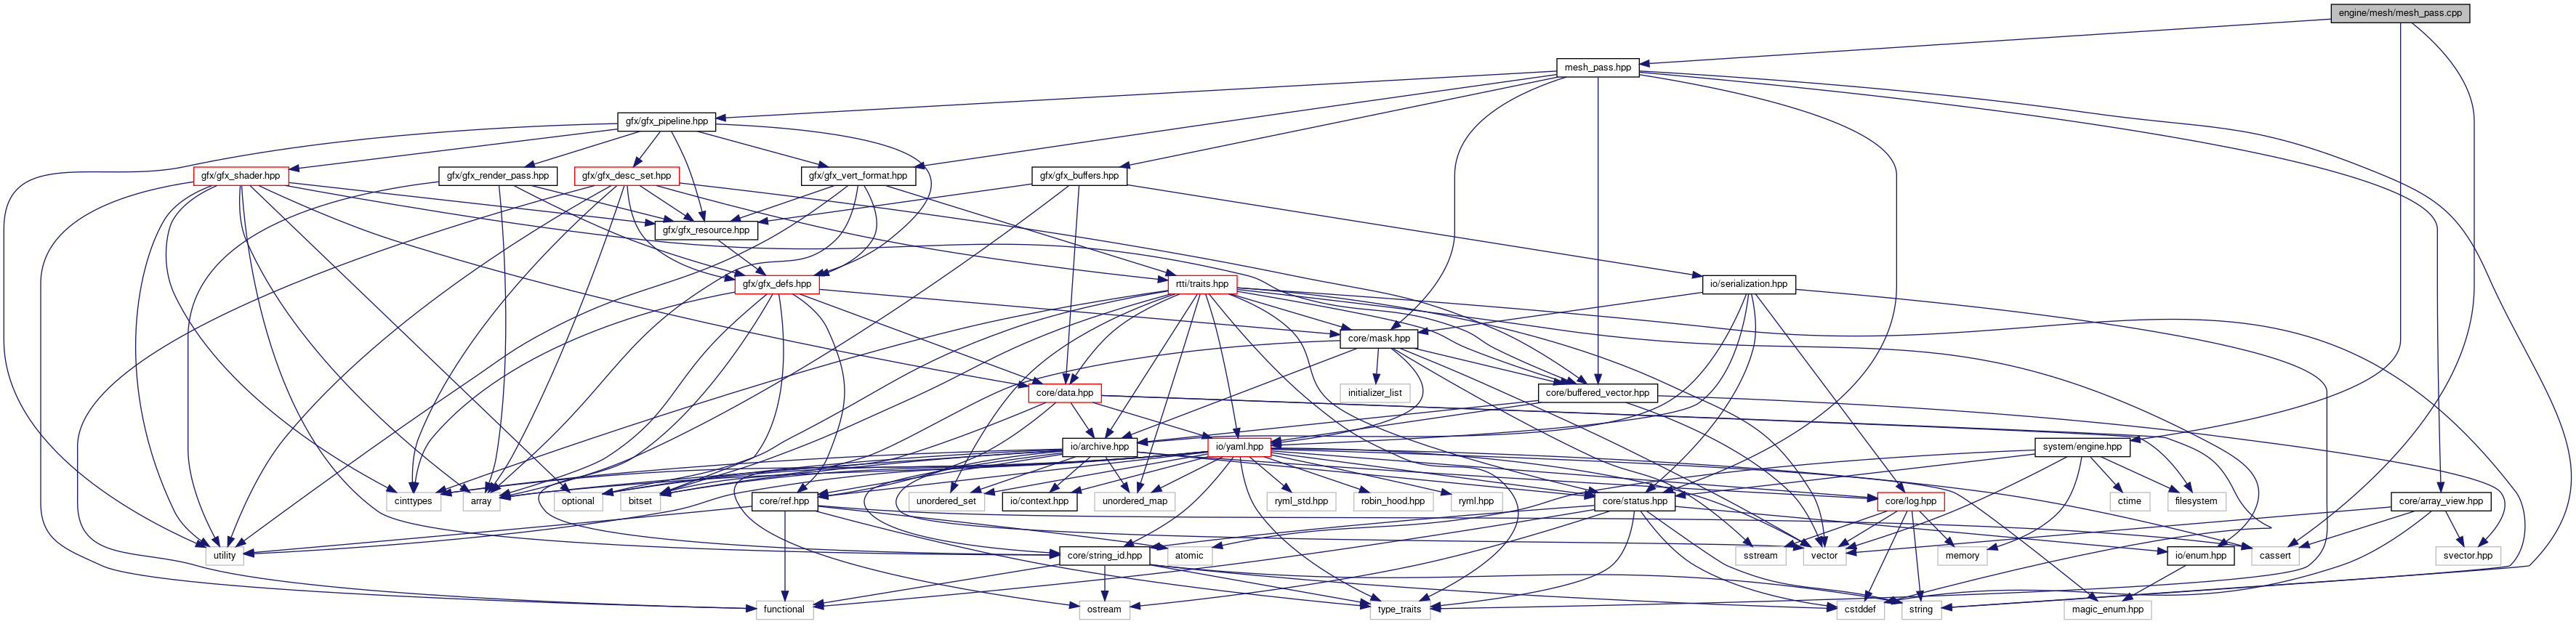 engine/mesh/mesh_pass.cpp
mesh_pass.hpp
gfx/gfx_pipeline.hpp
gfx/gfx_shader.hpp
gfx/gfx_render_pass.hpp
gfx/gfx_desc_set.hpp
gfx/gfx_vert_format.hpp
gfx/gfx_buffers.hpp
gfx/gfx_resource.hpp
gfx/gfx_defs.hpp
rtti/traits.hpp
io/serialization.hpp
core/mask.hpp
core/data.hpp
initializer_list
core/buffered_vector.hpp
io/archive.hpp
io/yaml.hpp
system/engine.hpp
cinttypes
array
optional
bitset
core/ref.hpp
unordered_set
io/context.hpp
unordered_map
ryml_std.hpp
robin_hood.hpp
ryml.hpp
core/status.hpp
core/log.hpp
ctime
filesystem
core/array_view.hpp
utility
core/string_id.hpp
atomic
sstream
vector
memory
io/enum.hpp
cassert
svector.hpp
functional
ostream
type_traits
cstddef
string
magic_enum.hpp